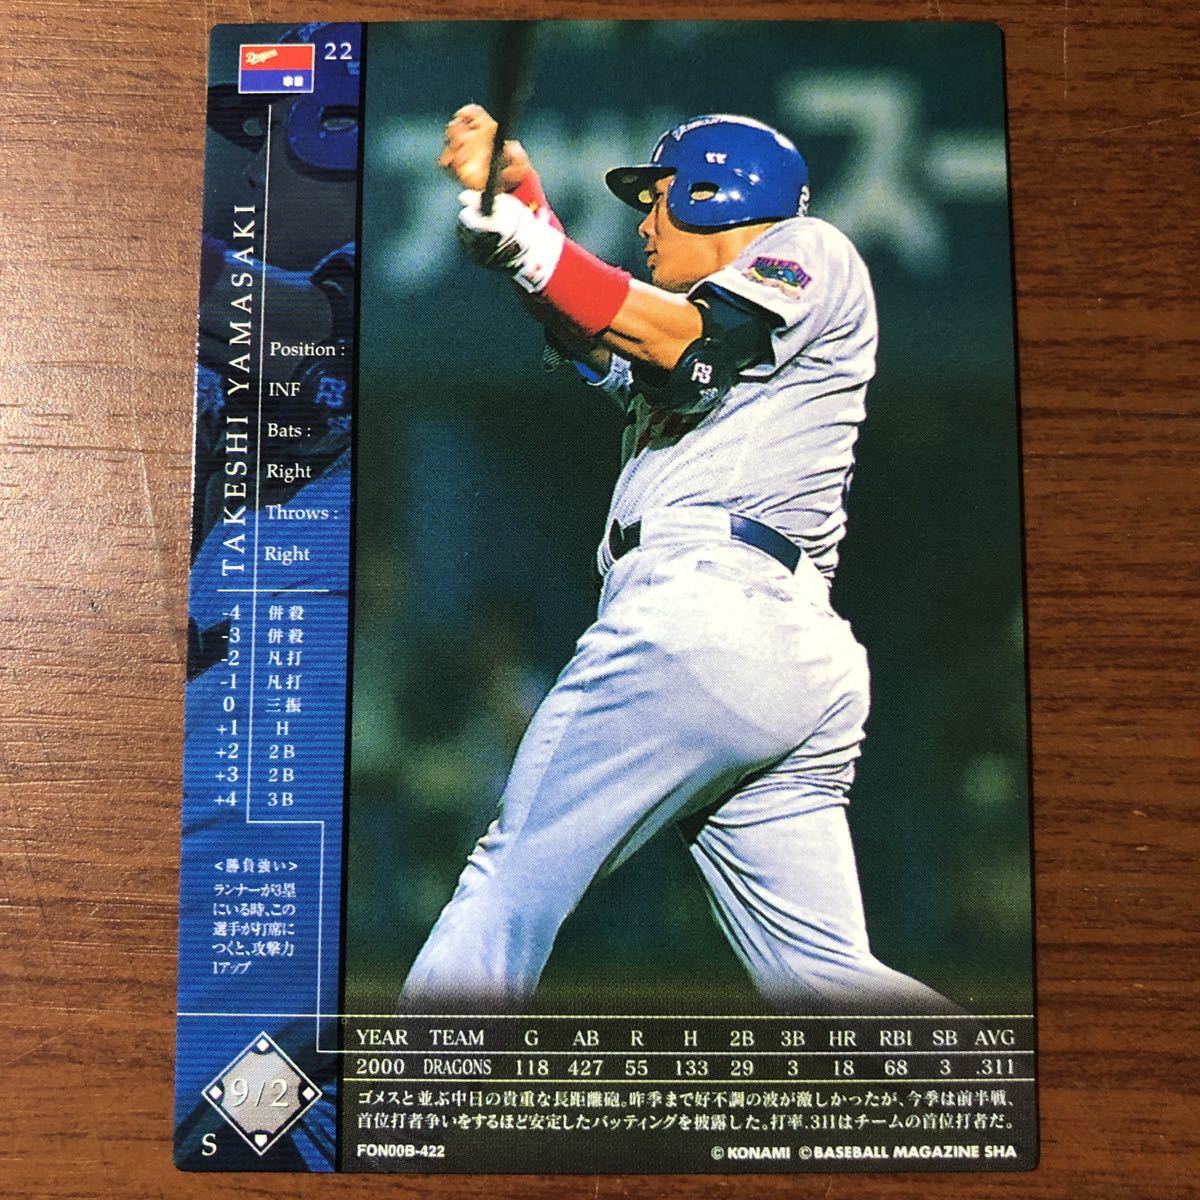 Dragons
中日
22
TAKESHI YAMASAKI
Position :
INF
Bats :
Right
Throws :
Right
-4 併殺
-3 併殺
-2 凡打
-1 凡打
0 三振
+1 H
+2 2B
+3 2B
+4 3B
<勝負強い>
ランナーが3塁
にいる時、この
選手が打席に
つくと、攻撃力
1アップ
9/2
S
YEAR TEAM G AB R H 2B 3B HR RBI SB AVG
2000 DRAGONS 118 427 55 133 29 3 18 68 3 .311
ゴメスと並ぶ中日の貴重な長距離砲。昨季まで好不調の波が激しかったが、今季は前半戦、
首位打者争いをするほど安定したバッティングを披露した。打率.311はチームの首位打者だ。
FON00B-422
© KONAMI ©BASEBALL MAGAZINE SHA